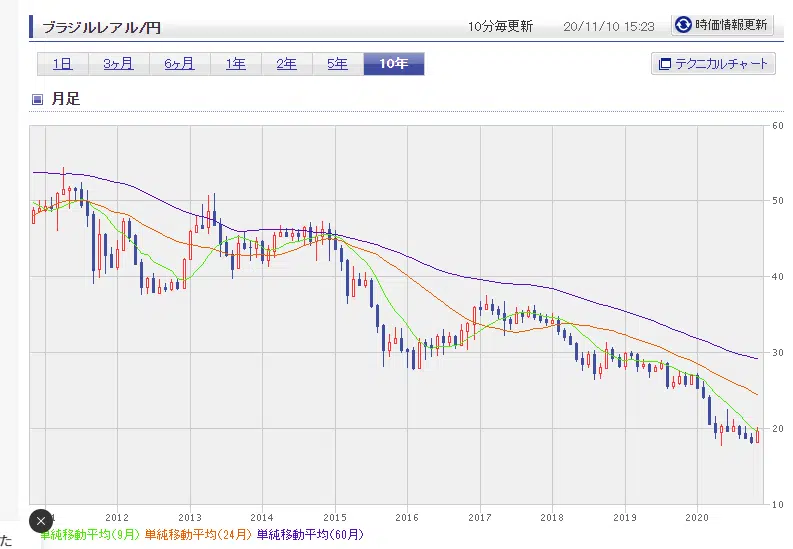 ブラジルレアル/円
10分毎更新
20/11/10 15:23
時価情報更新
1日 3ヶ月 6ヶ月 1年 2年 5年 10年
テクニカルチャート
月足
60
50
40
30
20
10
2012 2013 2014 2015 2016 2017 2018 2019 2020
単純移動平均(9月) 単純移動平均(24月) 単純移動平均(60月)
た